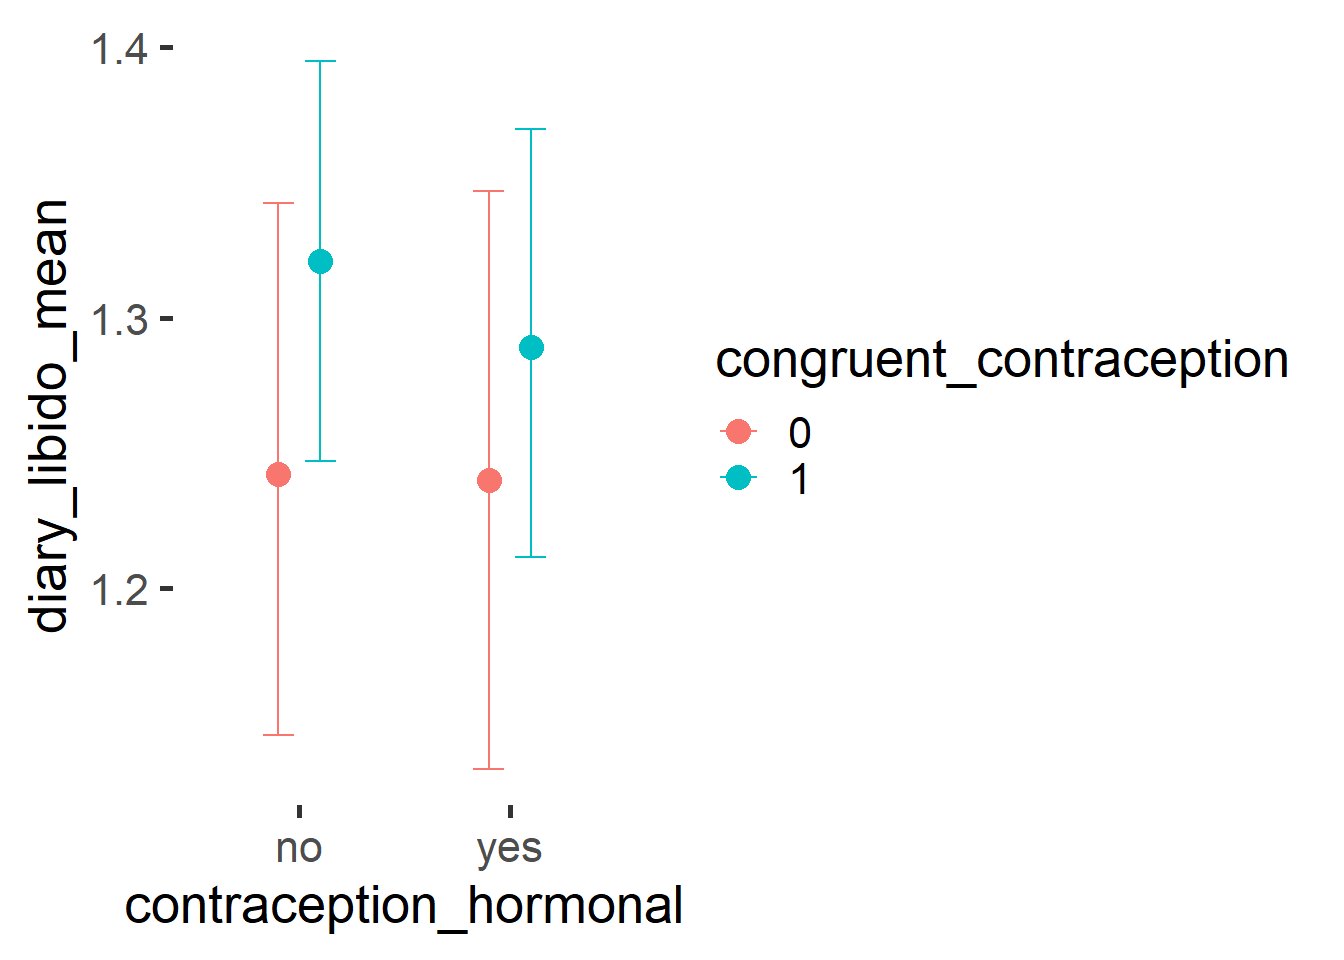 1.4
1.3
1.2
diary_libido_mean
no
yes
contraception_hormonal
congruent_contraception
0
1